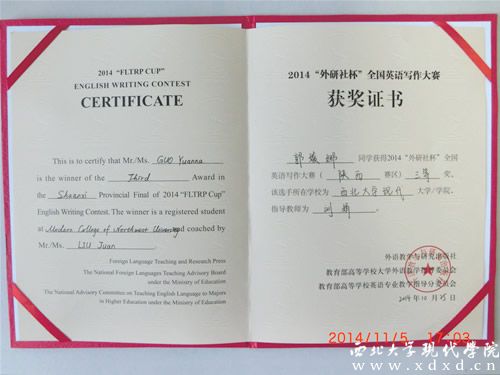 2014 "FLTRP CUP"
ENGLISH WRITING CONTEST
CERTIFICATE
This is to certify that Mr/Ms. GUO Yuanna
is the winner of the Third Award in
the Shaanxi Provincial Final of 2014 "FLTRP Cup"
English Writing Contest. The winner is a registered student
at Modern College of Northwest University and coached by
Mr./Ms. LIU Juan
Foreign Language Teaching and Research Press
The National Foreign Languages Teaching Advisory Board
under the Ministry of Education
The National Advisory Committee on Teaching English Language to Majors
in Higher Education under the Ministry of Education
2014 "外研社杯" 全国英语写作大赛
获奖证书
郭 娜 同学获得2014 "外研社杯" 全国
英语写作大赛 ( 陕西 赛区) 三等 奖。
该选手所在学校为 西北大学现代 大学/学院,
指导教师为 刘娟
外语教学与研究出版社
教育部高等学校大学外语教学指导委员会
教育部高等学校英语专业教学指导分委员会
2014年10月25日
2014/11/5 17:03
西北大学现代学院
www.xdxd.cn